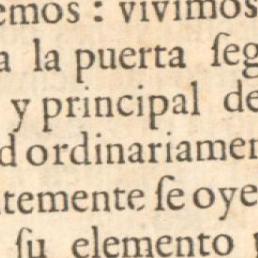 emos : vivimos
a la puerta ſeg
y principal de
d ordinariamen
temente ſe oye
ſu elemento